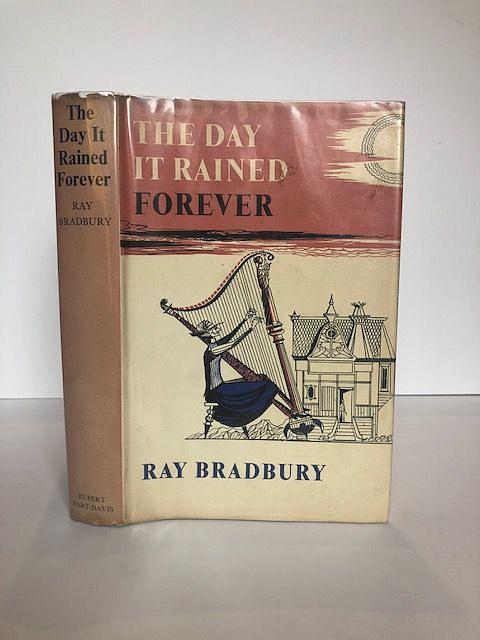 The
Day It
Rained
Forever
RAY
BRADBURY
RUPERT
HART-DAVIS
THE DAY
IT RAINED
FOREVER
RAY BRADBURY